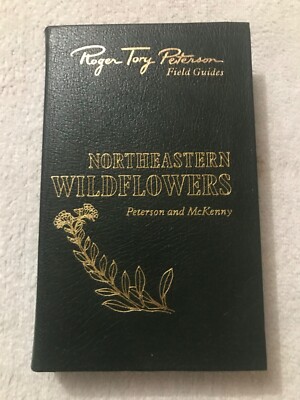 Roger Tory Peterson
Field Guides
NORTHEASTERN
WILDFLOWERS
Peterson and McKenny